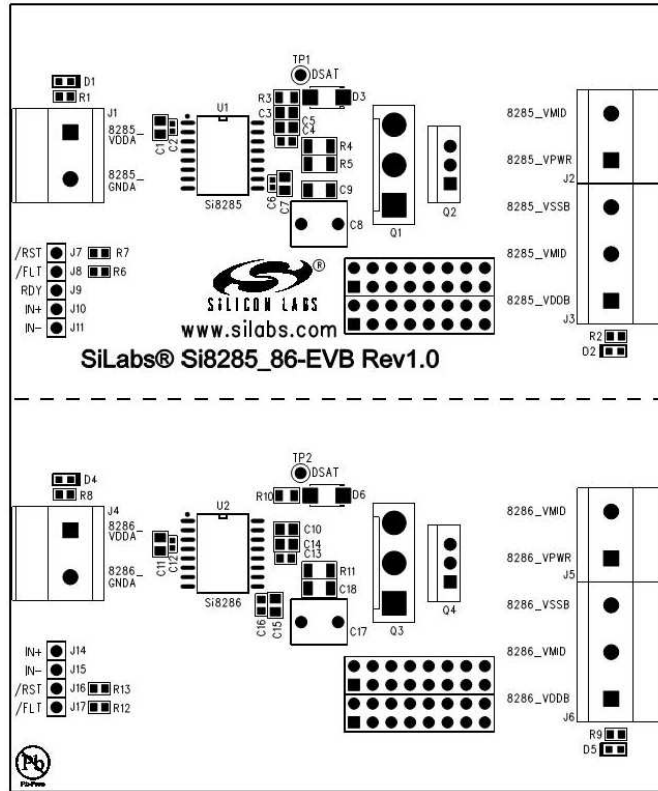 TP1
DSAT
D1
R1
J1
8285_
VDDA
8285_
GNDA
C1
C2
U1
Si8285
R3
D3
C3
C5
C4
R4
R5
C6
C7
C9
C8
Q1
Q2
8285_VMID
8285_VPWR
J2
8285_VSSB
8285_VMID
8285_VDDB
J3
R2
D2
/RST J7 R7
/FLT J8 R6
RDY J9
IN+ J10
IN- J11
®
SILICON LABS
www.silabs.com
SiLabs® Si8285_86-EVB Rev1.0
TP2
DSAT
D4
R8
J4
8286_
VDDA
8286_
GNDA
C11
C12
U2
Si8286
R10
D6
C10
C14
C13
R11
C18
C16
C15
C17
Q3
Q4
8286_VMID
8286_VPWR
J5
8286_VSSB
8286_VMID
8286_VDDB
J6
R9
D5
IN+ J14
IN- J15
/RST J16 R13
/FLT J17 R12
Pb
Pb-Free